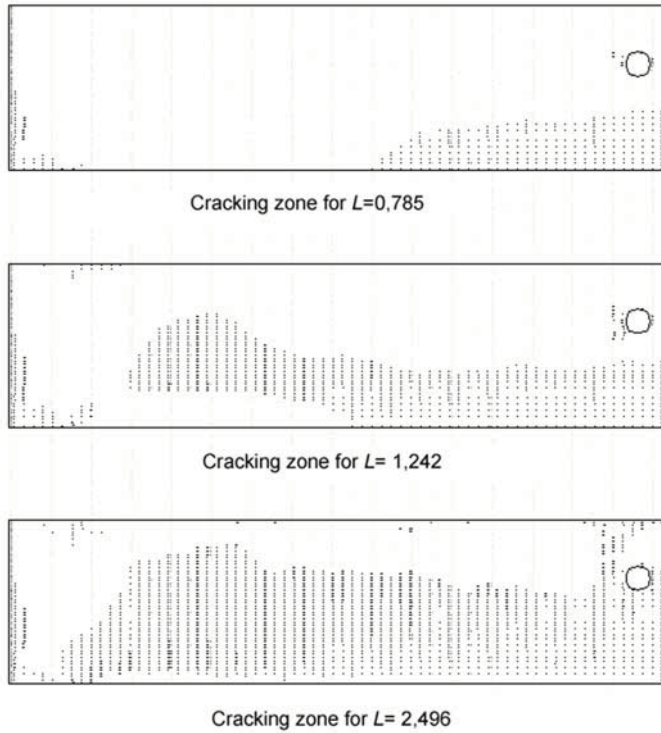 Cracking zone for L=0,785
Cracking zone for L= 1,242
Cracking zone for L= 2,496